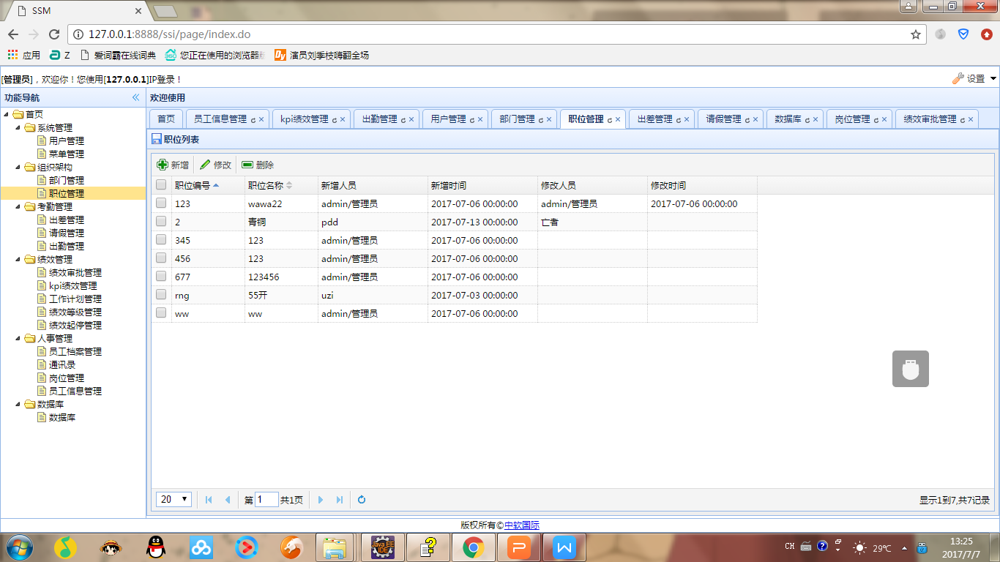 SSM
127.0.0.1:8888/ssi/page/index.do
应用 Z 爱词霸在线词典 您正在使用的浏览器版 演员刘季枝嗨翻全场
[管理员]，欢迎你！您使用[127.0.0.1]IP登录！ 设置
功能导航
欢迎使用
首页
系统管理
用户管理
菜单管理
组织架构
部门管理
职位管理
考勤管理
出差管理
请假管理
出勤管理
绩效管理
绩效审批管理
kpi绩效管理
工作计划管理
绩效等级管理
绩效起停管理
人事管理
员工档案管理
通讯录
岗位管理
员工信息管理
数据库
数据库
首页 员工信息管理 kpi绩效管理 出勤管理 用户管理 部门管理 职位管理 出差管理 请假管理 数据库 岗位管理 绩效审批管理
职位列表
新增 修改 删除
职位编号 职位名称 新增人员 新增时间 修改人员 修改时间
123 wawa22 admin/管理员 2017-07-06 00:00:00 admin/管理员 2017-07-06 00:00:00
2 青铜 pdd 2017-07-13 00:00:00 亡者
345 123 admin/管理员 2017-07-06 00:00:00
456 123 admin/管理员 2017-07-06 00:00:00
677 123456 admin/管理员 2017-07-06 00:00:00
rng 55开 uzi 2017-07-03 00:00:00
ww ww admin/管理员 2017-07-06 00:00:00
20 第 1 共1页 显示1到7,共7记录
版权所有©中软国际
Java EE IDE
CH 29℃ 13:25
2017/7/7